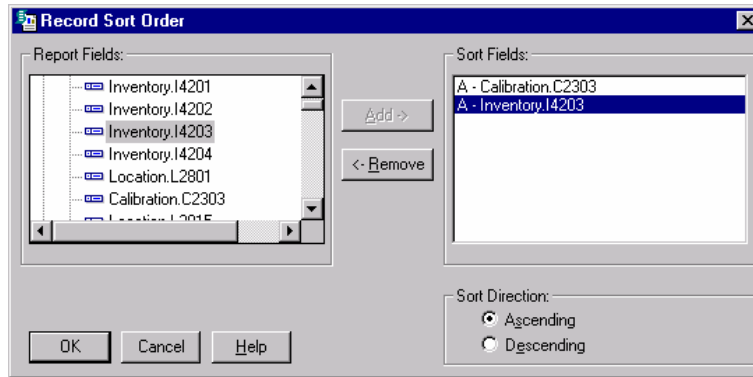 Record Sort Order
Report Fields:
Inventory.I4201
Inventory.I4202
Inventory.I4203
Inventory.I4204
Location.L2801
Calibration.C2303
Add ->
<- Remove
Sort Fields:
A - Calibration.C2303
A - Inventory.I4203
Sort Direction:
Ascending
Descending
OK
Cancel
Help